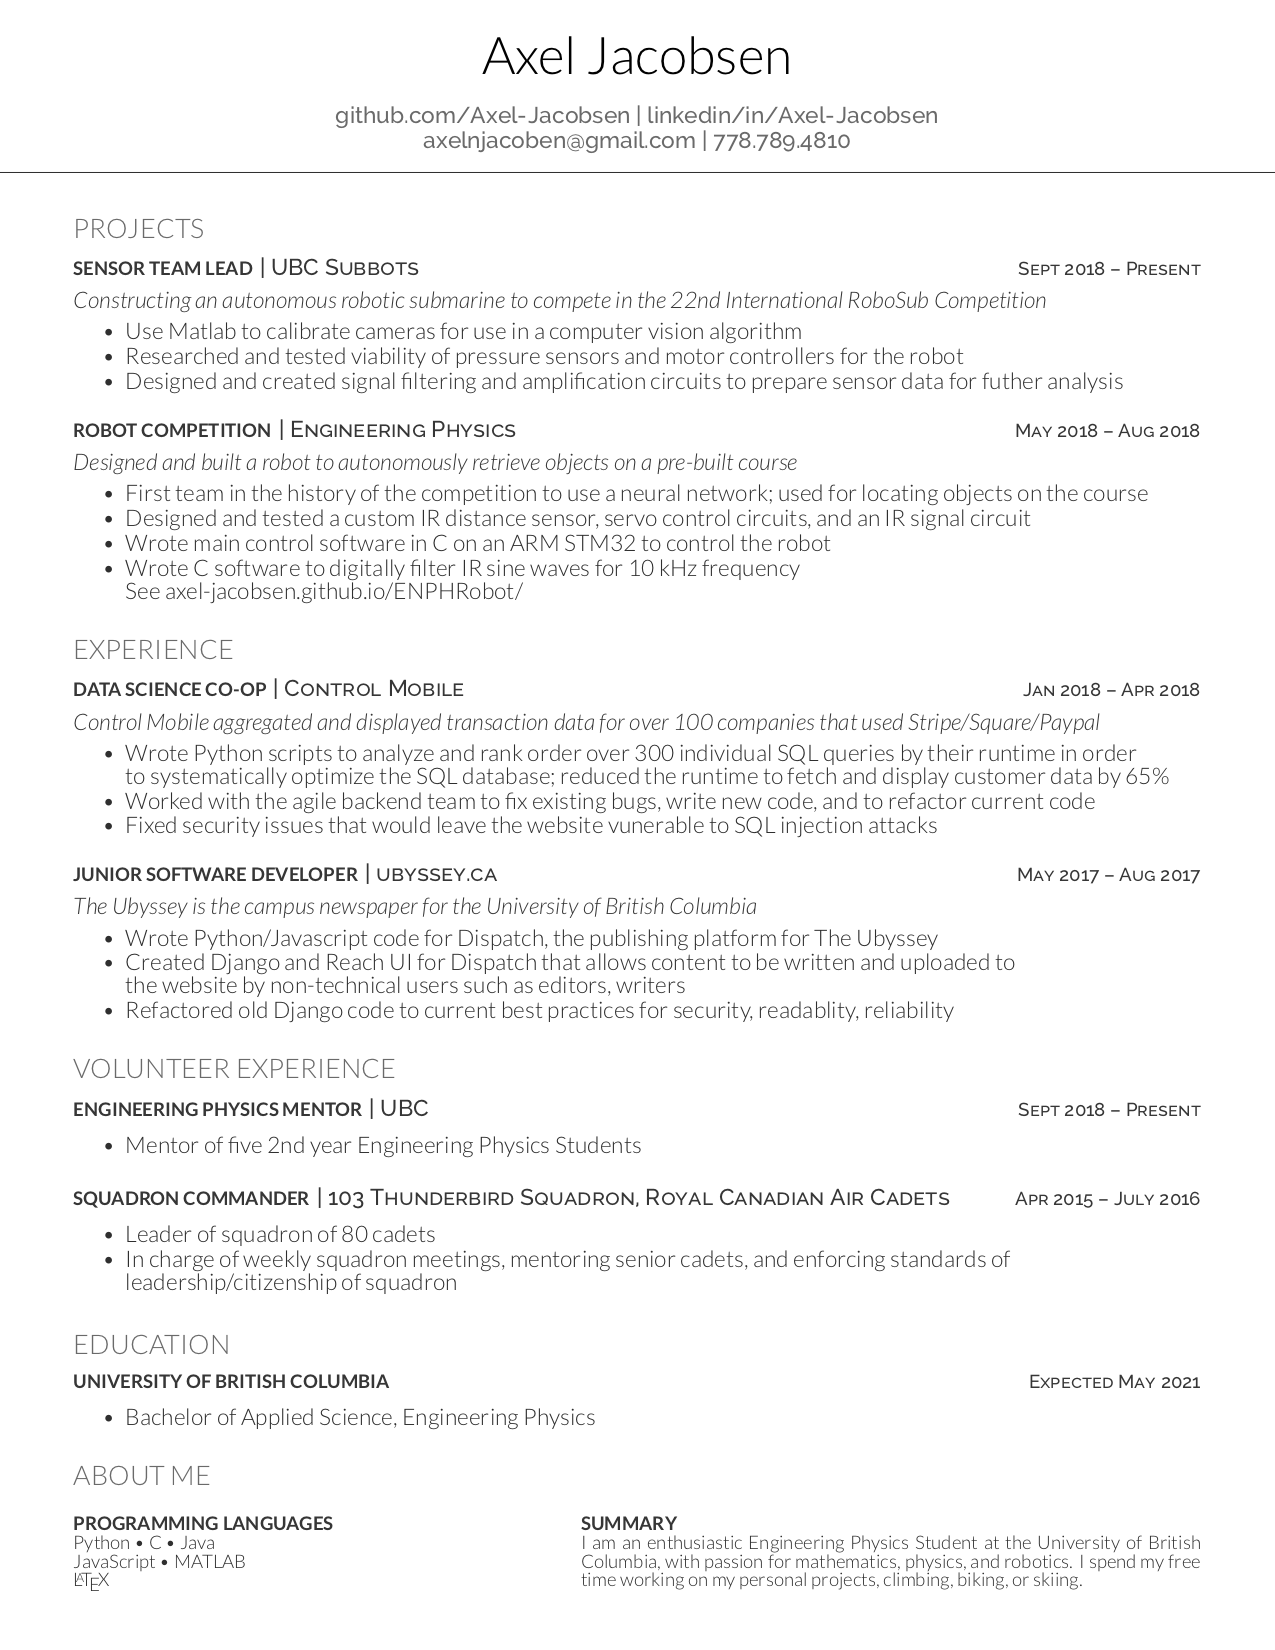 Axel Jacobsen
github.com/Axel-Jacobsen | linkedin/in/Axel-Jacobsen
axelnjacoben@gmail.com | 778.789.4810
PROJECTS
SENSOR TEAM LEAD | UBC SUBBOTS SEPT 2018 – PRESENT
Constructing an autonomous robotic submarine to compete in the 22nd International RoboSub Competition
• Use Matlab to calibrate cameras for use in a computer vision algorithm
• Researched and tested viability of pressure sensors and motor controllers for the robot
• Designed and created signal filtering and amplification circuits to prepare sensor data for futher analysis
ROBOT COMPETITION | ENGINEERING PHYSICS MAY 2018 – AUG 2018
Designed and built a robot to autonomously retrieve objects on a pre-built course
• First team in the history of the competition to use a neural network; used for locating objects on the course
• Designed and tested a custom IR distance sensor, servo control circuits, and an IR signal circuit
• Wrote main control software in C on an ARM STM32 to control the robot
• Wrote C software to digitally filter IR sine waves for 10 kHz frequency
See axel-jacobsen.github.io/ENPHRobot/
EXPERIENCE
DATA SCIENCE CO-OP | CONTROL MOBILE JAN 2018 – APR 2018
Control Mobile aggregated and displayed transaction data for over 100 companies that used Stripe/Square/Paypal
• Wrote Python scripts to analyze and rank order over 300 individual SQL queries by their runtime in order
to systematically optimize the SQL database; reduced the runtime to fetch and display customer data by 65%
• Worked with the agile backend team to fix existing bugs, write new code, and to refactor current code
• Fixed security issues that would leave the website vunerable to SQL injection attacks
JUNIOR SOFTWARE DEVELOPER | UBYSSEY.CA MAY 2017 – AUG 2017
The Ubyssey is the campus newspaper for the University of British Columbia
• Wrote Python/Javascript code for Dispatch, the publishing platform for The Ubyssey
• Created Django and Reach UI for Dispatch that allows content to be written and uploaded to
the website by non-technical users such as editors, writers
• Refactored old Django code to current best practices for security, readablity, reliability
VOLUNTEER EXPERIENCE
ENGINEERING PHYSICS MENTOR | UBC SEPT 2018 – PRESENT
• Mentor of five 2nd year Engineering Physics Students
SQUADRON COMMANDER | 103 THUNDERBIRD SQUADRON, ROYAL CANADIAN AIR CADETS APR 2015 – JULY 2016
• Leader of squadron of 80 cadets
• In charge of weekly squadron meetings, mentoring senior cadets, and enforcing standards of
leadership/citizenship of squadron
EDUCATION
UNIVERSITY OF BRITISH COLUMBIA EXPECTED MAY 2021
• Bachelor of Applied Science, Engineering Physics
ABOUT ME
PROGRAMMING LANGUAGES
Python • C • Java
JavaScript • MATLAB
LATEX
SUMMARY
I am an enthusiastic Engineering Physics Student at the University of British
Columbia, with passion for mathematics, physics, and robotics. I spend my free
time working on my personal projects, climbing, biking, or skiing.